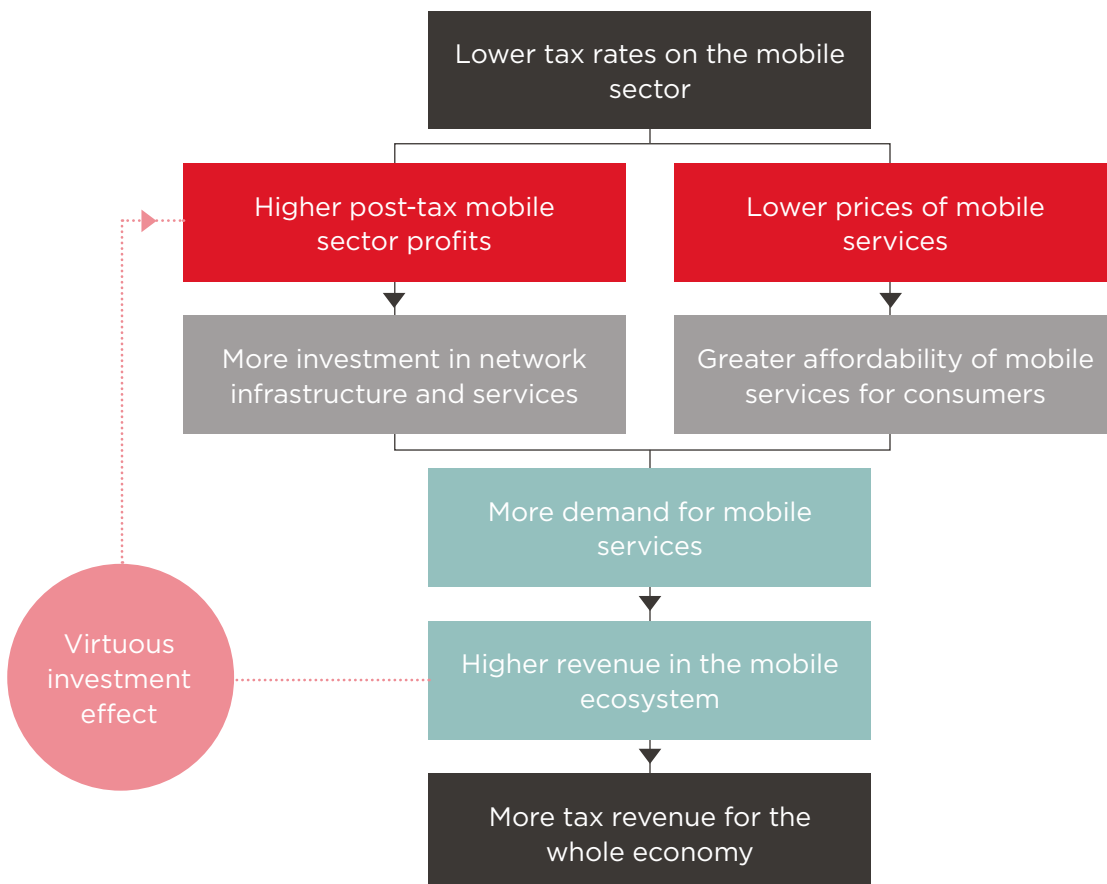 Lower tax rates on the mobile
sector
Higher post-tax mobile
sector profits
Lower prices of mobile
services
More investment in network
infrastructure and services
Greater affordability of mobile
services for consumers
More demand for mobile
services
Virtuous
investment
effect
Higher revenue in the mobile
ecosystem
More tax revenue for the
whole economy